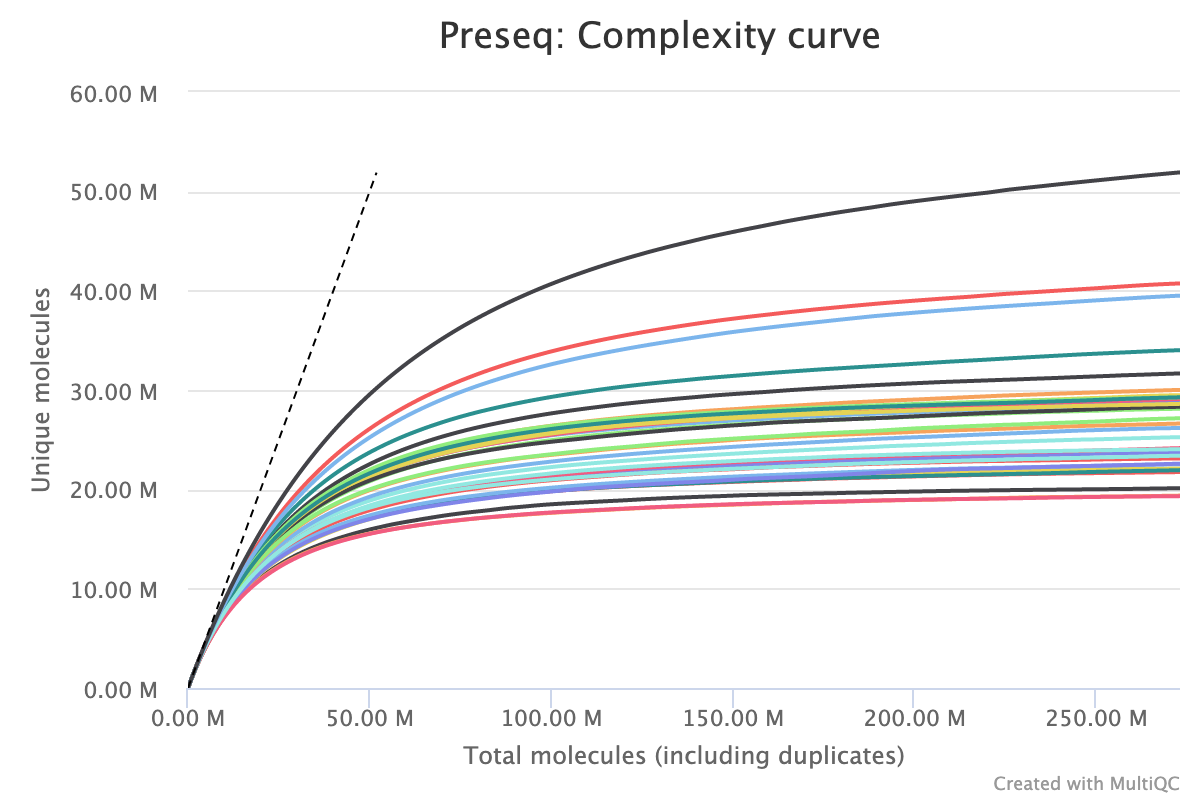 Preseq: Complexity curve
60.00 M
50.00 M
40.00 M
30.00 M
20.00 M
10.00 M
0.00 M
Unique molecules
0.00 M 50.00 M 100.00 M 150.00 M 200.00 M 250.00 M
Total molecules (including duplicates)
Created with MultiQC